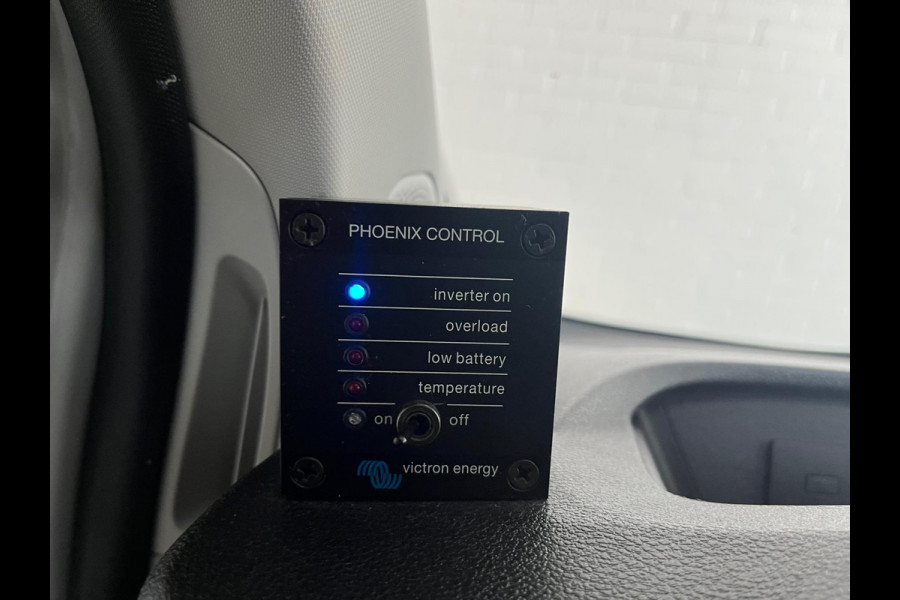 PHOENIX CONTROL
inverter on
overload
low battery
temperature
on off
victron energy